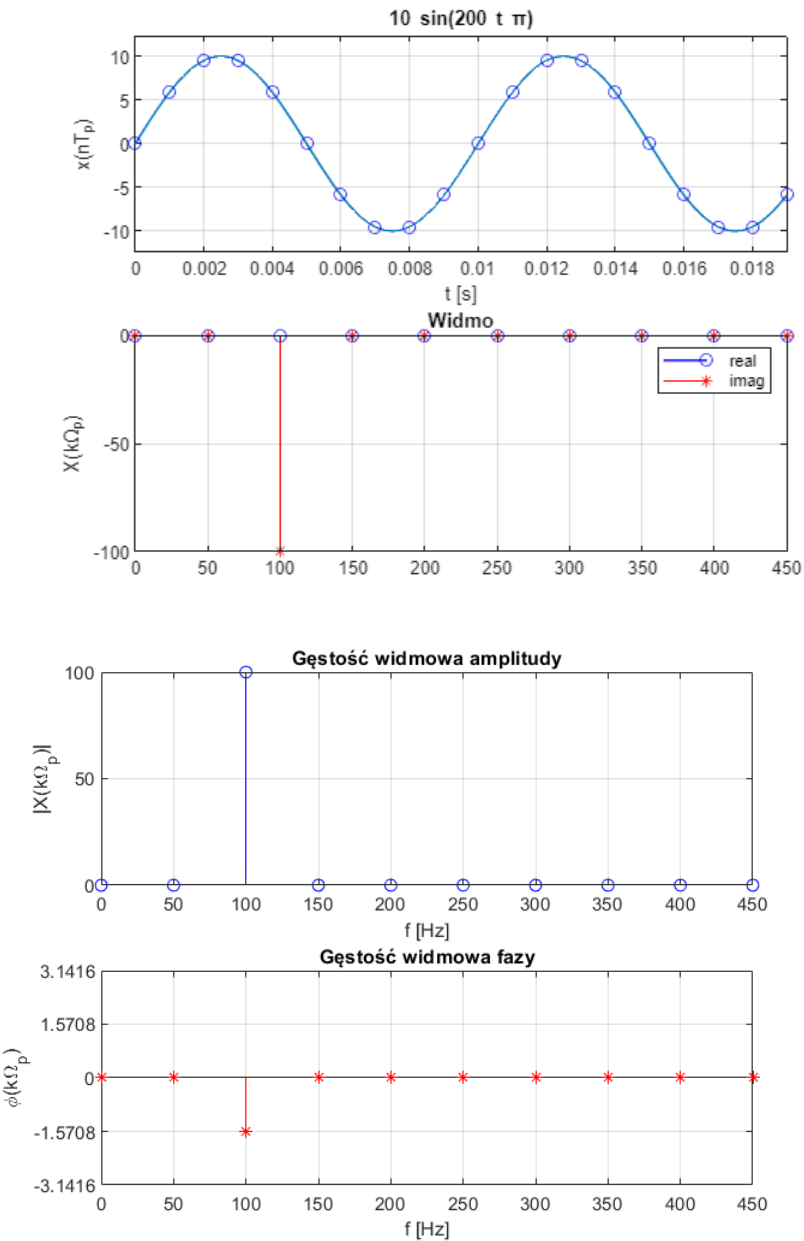 10 sin(200 t π)
x(nTp)
10
5
0
-5
-10
0 0.002 0.004 0.006 0.008 0.01 0.012 0.014 0.016 0.018
t [s]
Widmo
X(kΩp)
0
-50
-100
real
imag
0 50 100 150 200 250 300 350 400 450
Gęstość widmowa amplitudy
|X(kΩp)|
100
50
0
0 50 100 150 200 250 300 350 400 450
f [Hz]
Gęstość widmowa fazy
ϕ(kΩp)
3.1416
1.5708
0
-1.5708
-3.1416
0 50 100 150 200 250 300 350 400 450
f [Hz]